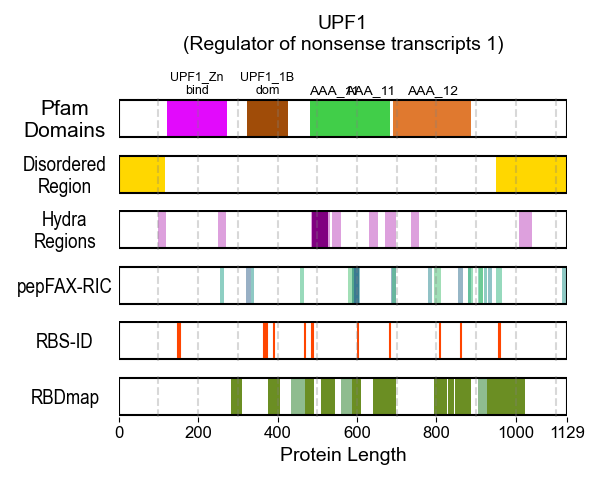 UPF1
(Regulator of nonsense transcripts 1)
UPF1_Zn
bind
UPF1_1B
dom
AAA_11
AAA_11
AAA_12
Pfam
Domains
Disordered
Region
Hydra
Regions
pepFAX-RIC
RBS-ID
RBDmap
0
200
400
600
800
1000
1129
Protein Length